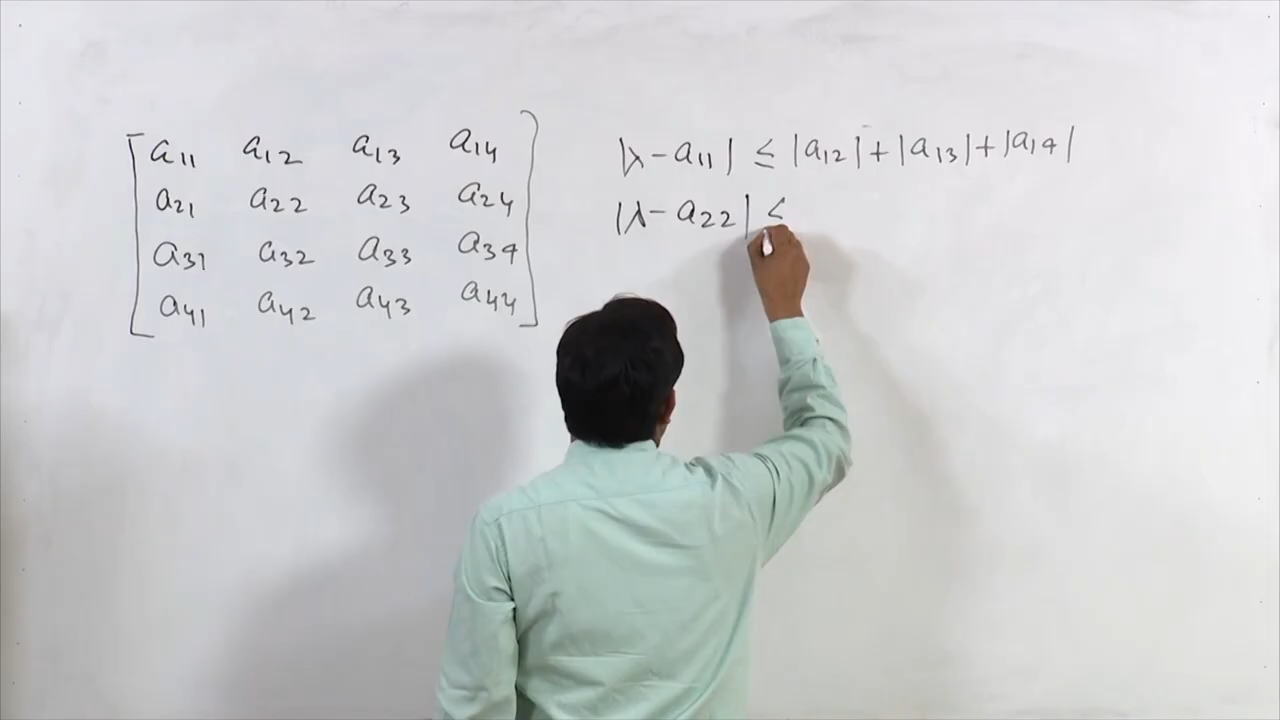 a11 a12 a13 a14
a21 a22 a23 a24
a31 a32 a33 a34
a41 a42 a43 a44
|λ-a11| ≤ |a12|+|a13|+|a14|
|λ-a22| ≤